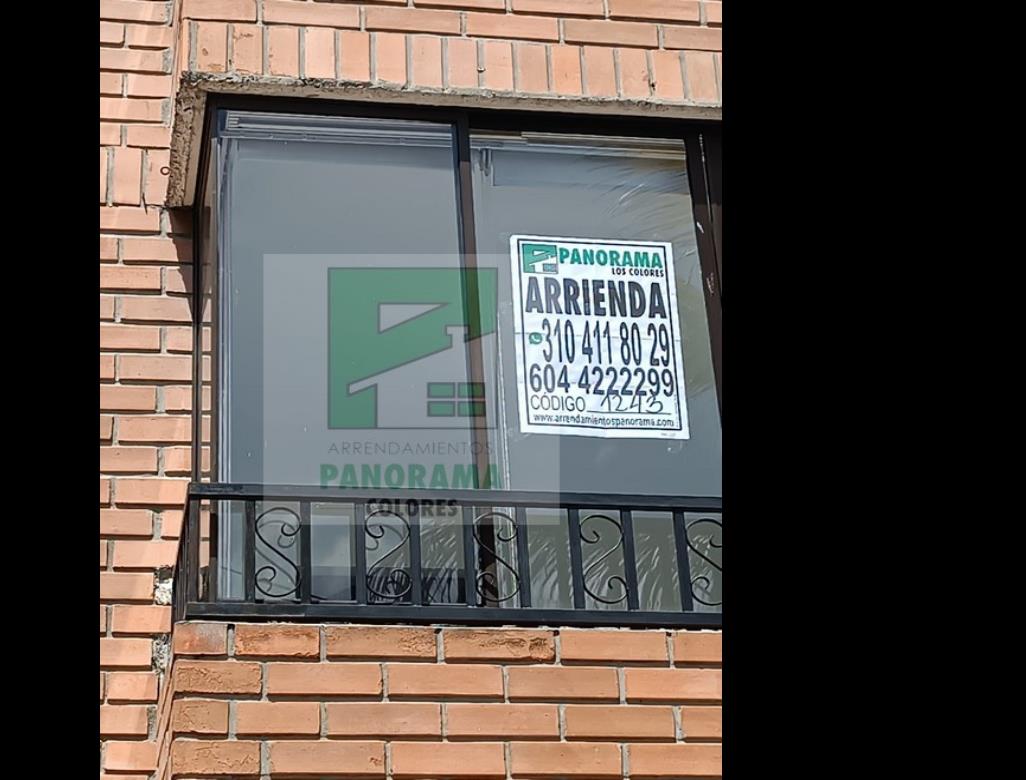 PANORAMA
LOS COLORES
ARRIENDA
310 411 80 29
604 4222299
CÓDIGO 1243
www.arrendamientospanorama.com
ARRENDAMIENTOS
PANORAMA
COLORES